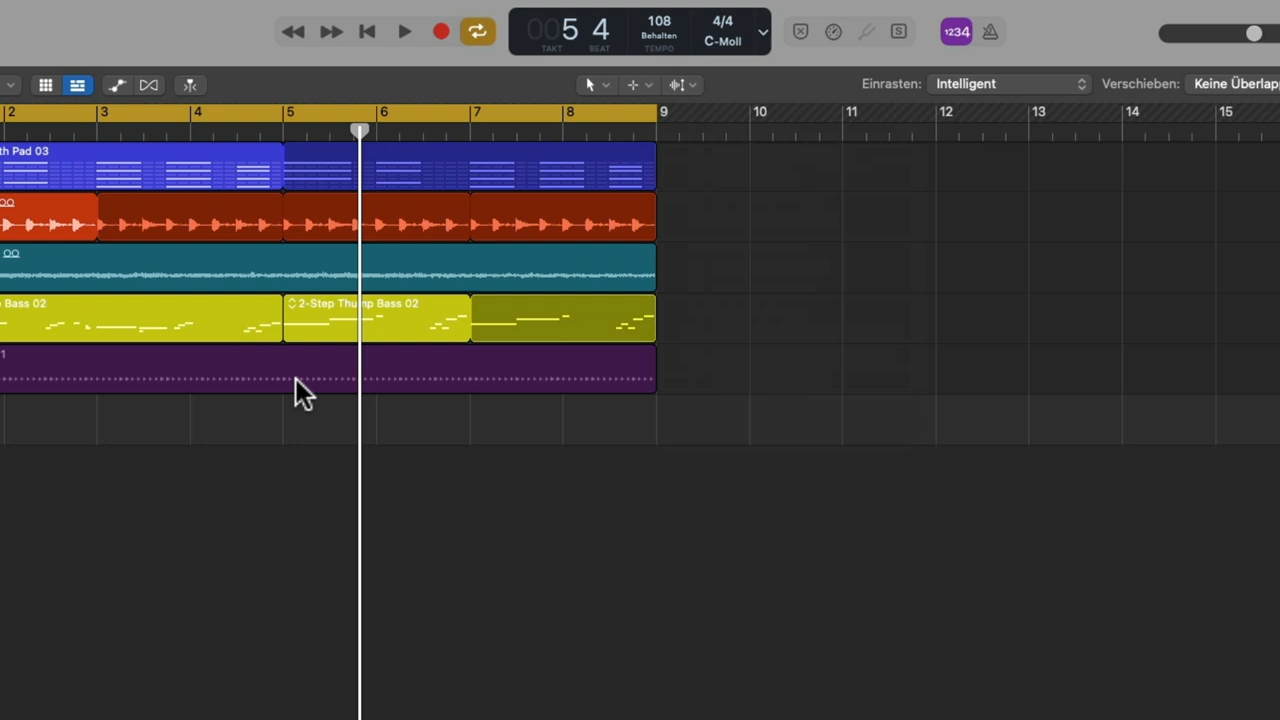 005 4 108 4/4
Behalten C-Moll
TAKT BEAT TEMPO
1234
S
Einrasten: Intelligent Verschieben: Keine Überlap
2 3 4 5 6 7 8 9 10 11 12 13 14 15
th Pad 03
Bass 02 2-Step Thump Bass 02
1